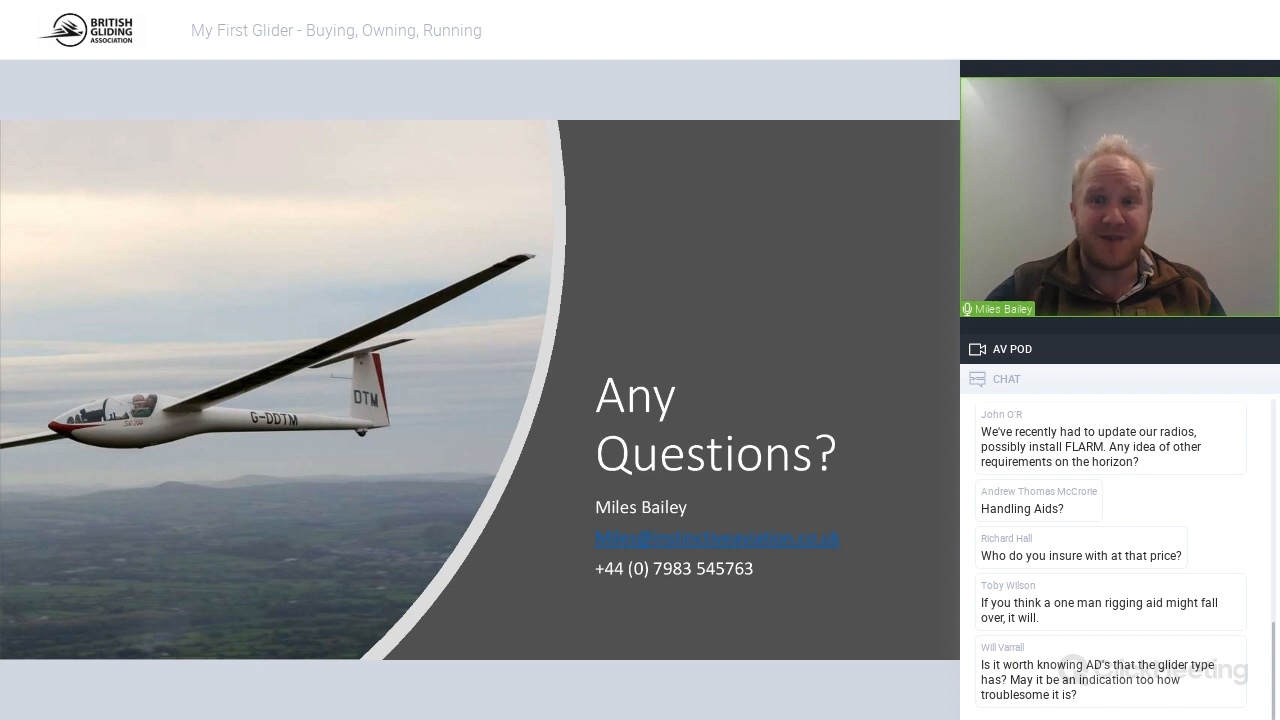 BRITISH
GLIDING
ASSOCIATION
My First Glider - Buying, Owning, Running
DTM
G-DDTM
Any
Questions?
Miles Bailey
+44 (0) 7983 545763
Miles Bailey
AV POD
CHAT
John O'R
We've recently had to update our radios,
possibly install FLARM. Any idea of other
requirements on the horizon?
Andrew Thomas McCrorie
Handling Aids?
Richard Hall
Who do you insure with at that price?
Toby Wilson
If you think a one man rigging aid might fall
over, it will.
Will Varrall
Is it worth knowing AD's that the glider type
has? May it be an indication too how
troublesome it is?
ClickMeeting